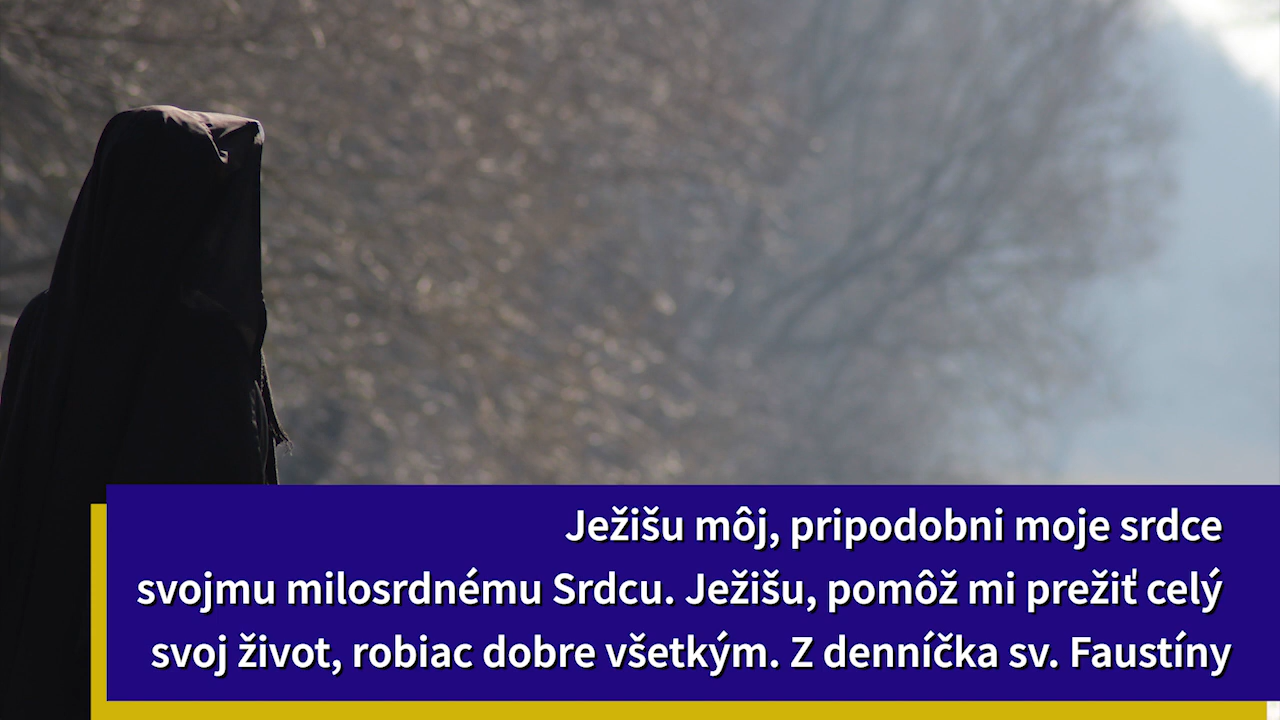 Ježišu môj, pripodobni moje srdce
svojmu milosrdnému Srdcu. Ježišu, pomôž mi prežiť celý
svoj život, robiac dobre všetkým. Z denníčka sv. Faustíny